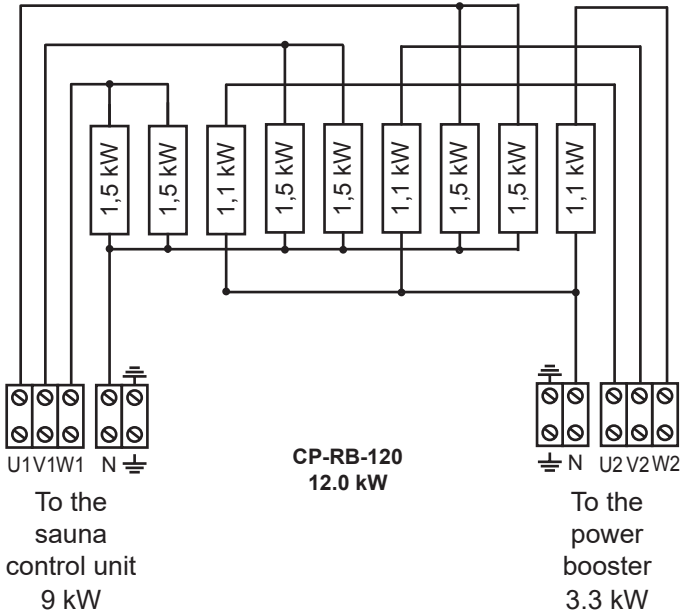 1,5 kW
1,5 kW
1,1 kW
1,5 kW
1,5 kW
1,1 kW
1,5 kW
1,5 kW
1,1 kW
U1 V1 W1 N
U2 V2 W2
N
CP-RB-120
12.0 kW
To the
sauna
control unit
9 kW
To the
power
booster
3.3 kW